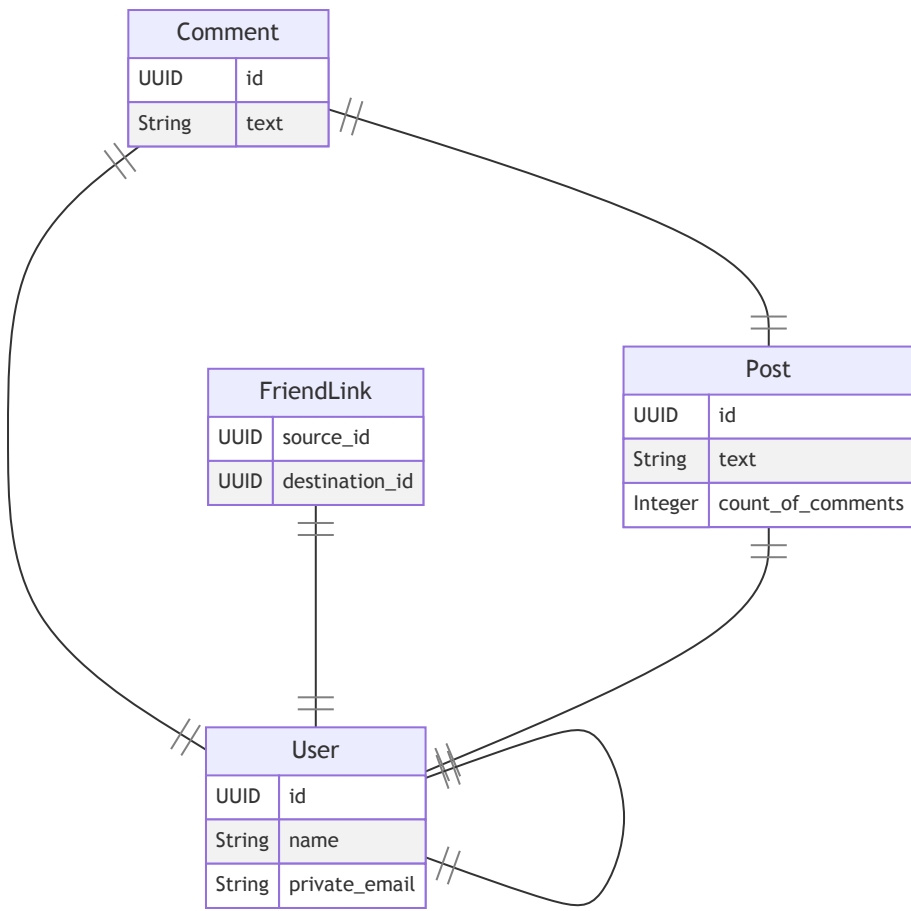 Comment
UUID id
String text
FriendLink
UUID source_id
UUID destination_id
Post
UUID id
String text
Integer count_of_comments
User
UUID id
String name
String private_email